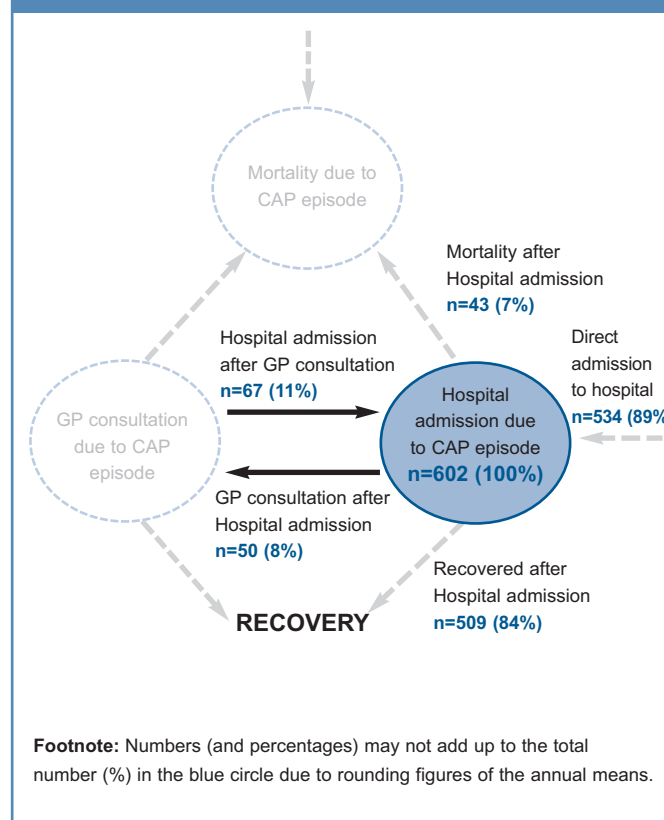 Mortality due to
CAP episode
Mortality after
Hospital admission
n=43 (7%)
Hospital admission
after GP consultation
n=67 (11%)
Direct
admission
to hospital
n=534 (89%
GP consultation
due to CAP
episode
Hospital
admission due
to CAP episode
n=602 (100%)
GP consultation after
Hospital admission
n=50 (8%)
Recovered after
Hospital admission
n=509 (84%)
RECOVERY
Footnote: Numbers (and percentages) may not add up to the total
number (%) in the blue circle due to rounding figures of the annual means.